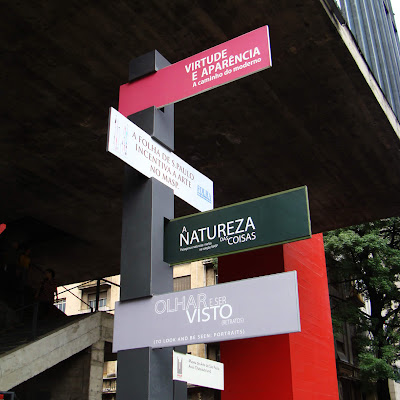 VIRTUDE
E APARÊNCIA
A caminho do moderno
A FOLHA DE S.PAULO
INCENTIVA A ARTE
NO MASP
A
NATUREZA
DAS
COISAS
OLHAR E SER
VISTO
(RETRATOS)
(TO LOOK AND BE SEEN: PORTRAITS)